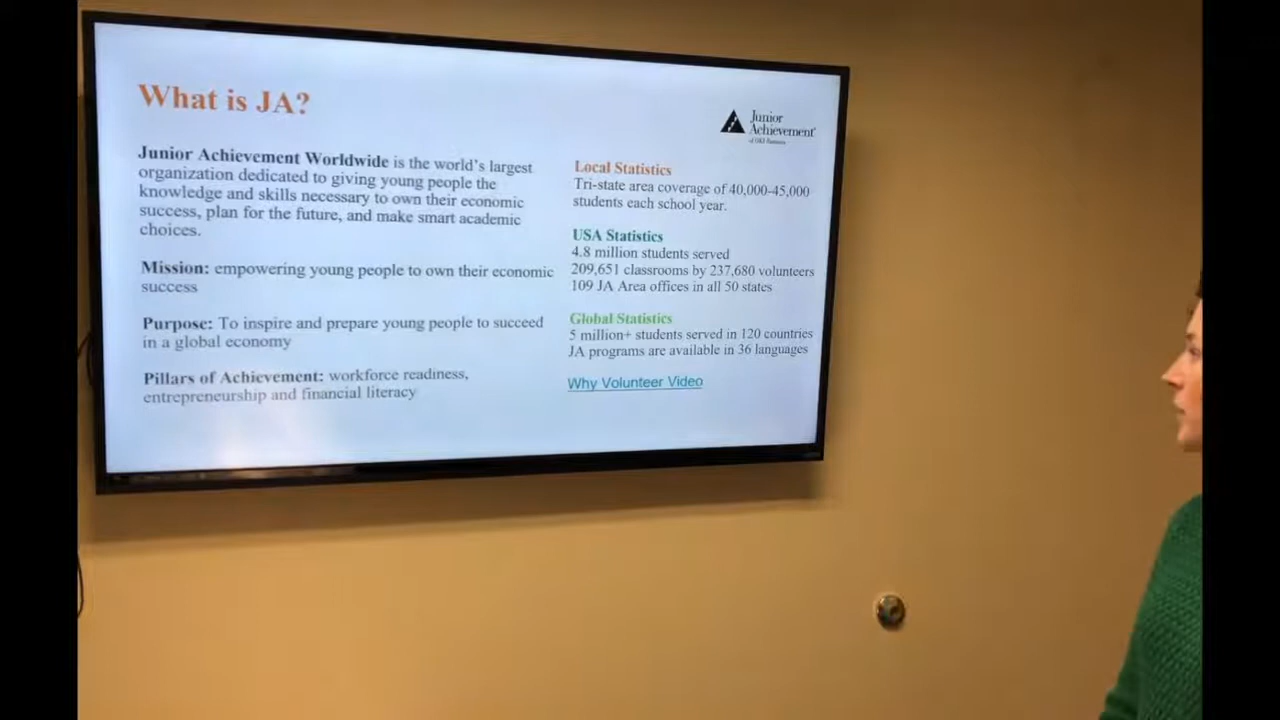 What is JA?
Junior Achievement Worldwide is the world's largest
organization dedicated to giving young people the
knowledge and skills necessary to own their economic
success, plan for the future, and make smart academic
choices.
Mission: empowering young people to own their economic
success
Purpose: To inspire and prepare young people to succeed
in a global economy
Pillars of Achievement: workforce readiness,
entrepreneurship and financial literacy
Junior
Achievement®
Local Statistics
Tri-state area coverage of 40,000-45,000
students each school year.
USA Statistics
4.8 million students served
209,651 classrooms by 237,680 volunteers
109 JA Area offices in all 50 states
Global Statistics
5 million+ students served in 120 countries
JA programs are available in 36 languages
Why Volunteer Video